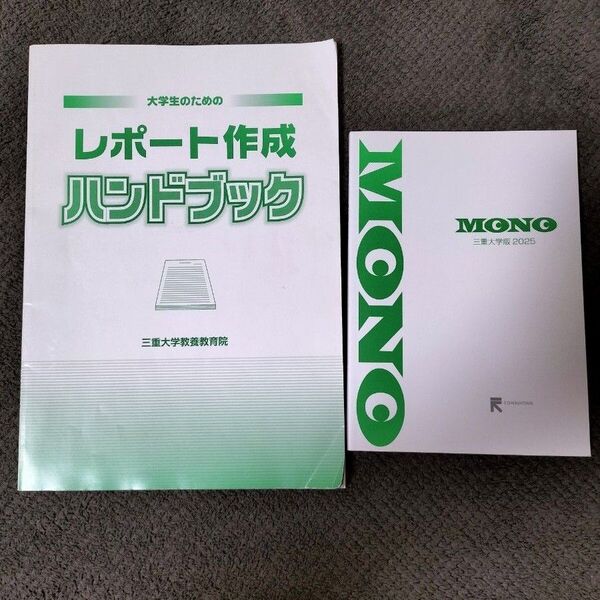 大学生のための
レポート作成
ハンドブック
三重大学教養教育院
MONO
MONO
三重大学版 2025